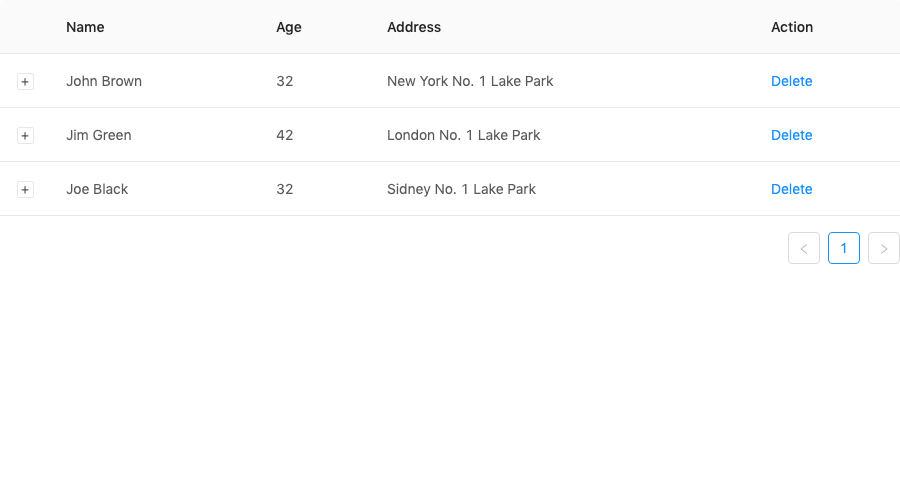 Name Age Address Action
+ John Brown 32 New York No. 1 Lake Park Delete
+ Jim Green 42 London No. 1 Lake Park Delete
+ Joe Black 32 Sidney No. 1 Lake Park Delete
< 1 >